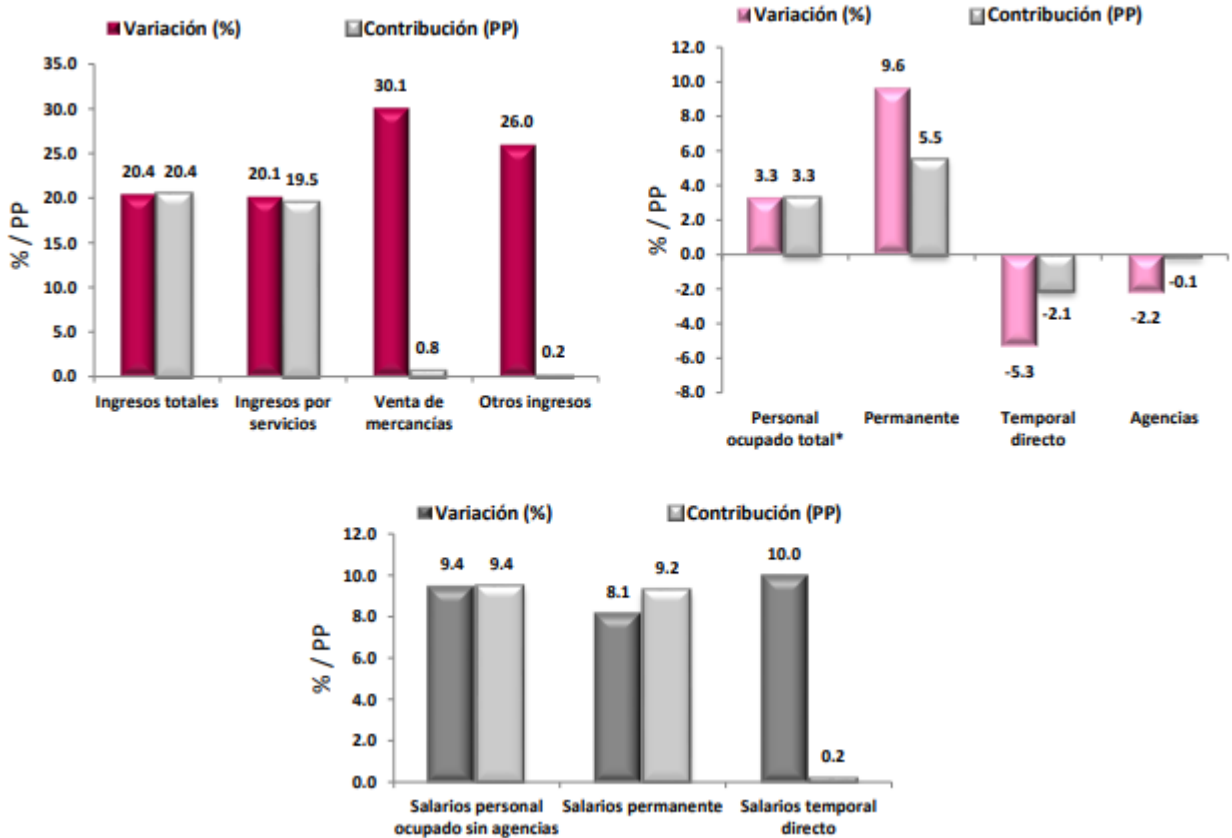 Variación (%) Contribución (PP)
35.0
30.0
25.0
20.0
15.0
10.0
5.0
0.0
% / PP
20.4 20.4
20.1 19.5
30.1 0.8
26.0 0.2
Ingresos totales
Ingresos por
servicios
Venta de
mercancías
Otros ingresos
Variación (%) Contribución (PP)
12.0
10.0
8.0
6.0
4.0
2.0
0.0
-2.0
-4.0
-6.0
-8.0
% / PP
3.3 3.3
9.6 5.5
-5.3 -2.1
-2.2 -0.1
Personal
ocupado total*
Permanente
Temporal
directo
Agencias
Variación (%) Contribución (PP)
12.0
10.0
8.0
6.0
4.0
2.0
0.0
% / PP
9.4 9.4
8.1 9.2
10.0 0.2
Salarios personal
ocupado sin agencias
Salarios permanente
Salarios temporal
directo